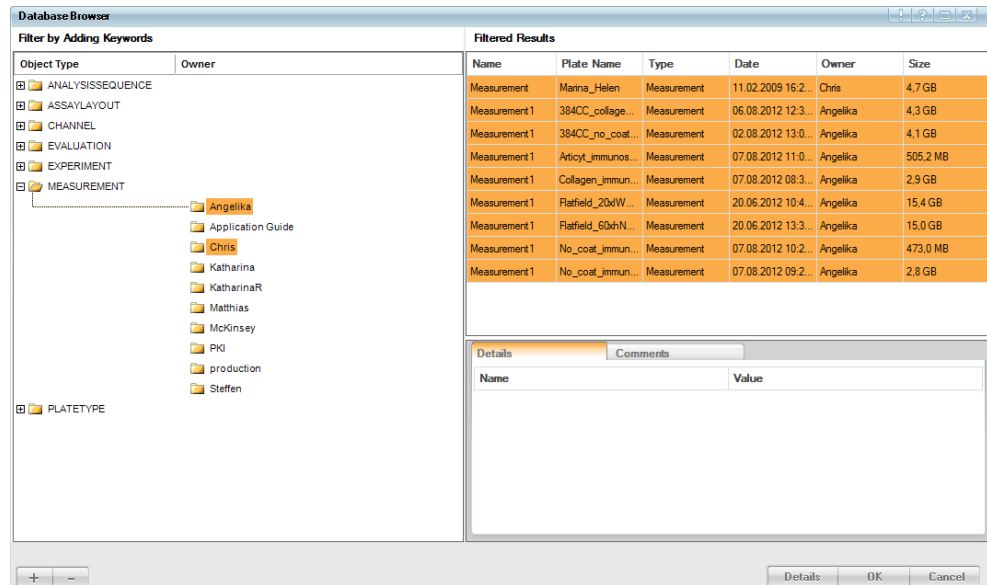 Database Browser
Filter by Adding Keywords
Object Type Owner
ANALYSISSEQUENCE
ASSAYLAYOUT
CHANNEL
EVALUATION
EXPERIMENT
MEASUREMENT
Angelika
Application Guide
Chris
Katharina
KatharinaR
Matthias
McKinsey
PKI
production
Steffen
PLATETYPE
Filtered Results
Name Plate Name Type Date Owner Size
Measurement Marina_Helen Measurement 11.02.2009 16:2... Chris 4,7 GB
Measurement1 384CC_collage... Measurement 06.08.2012 12:3... Angelika 4,3 GB
Measurement1 384CC_no_coat... Measurement 02.08.2012 13:0... Angelika 4,1 GB
Measurement1 Articyt_immunos... Measurement 07.08.2012 11:0... Angelika 505,2 MB
Measurement1 Collagen_immun... Measurement 07.08.2012 08:3... Angelika 2,9 GB
Measurement1 Flatfield_20xlW... Measurement 20.06.2012 10:4... Angelika 15,4 GB
Measurement1 Flatfield_60xhN... Measurement 20.06.2012 13:3... Angelika 15,0 GB
Measurement1 No_coat_immun... Measurement 07.08.2012 10:2... Angelika 473,0 MB
Measurement1 No_coat_immun... Measurement 07.08.2012 09:2... Angelika 2,8 GB
Details Comments
Name Value
+ −
Details OK Cancel